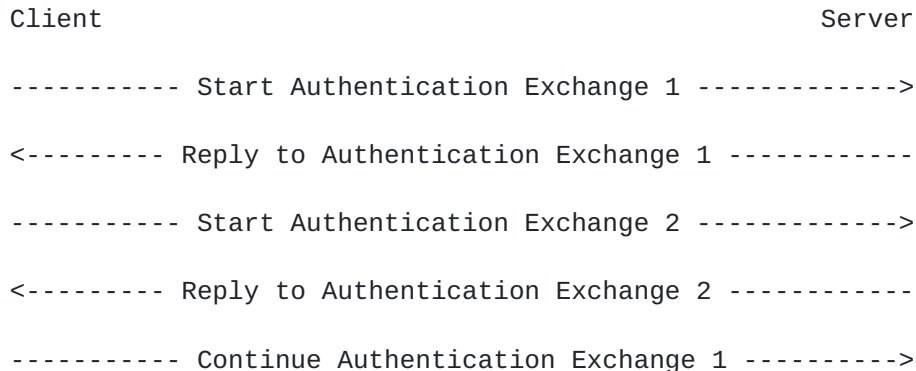 Client                                              Server
----------- Start Authentication Exchange 1 ------------->
<--------- Reply to Authentication Exchange 1 ------------
----------- Start Authentication Exchange 2 ------------->
<--------- Reply to Authentication Exchange 2 ------------
----------- Continue Authentication Exchange 1 ---------->